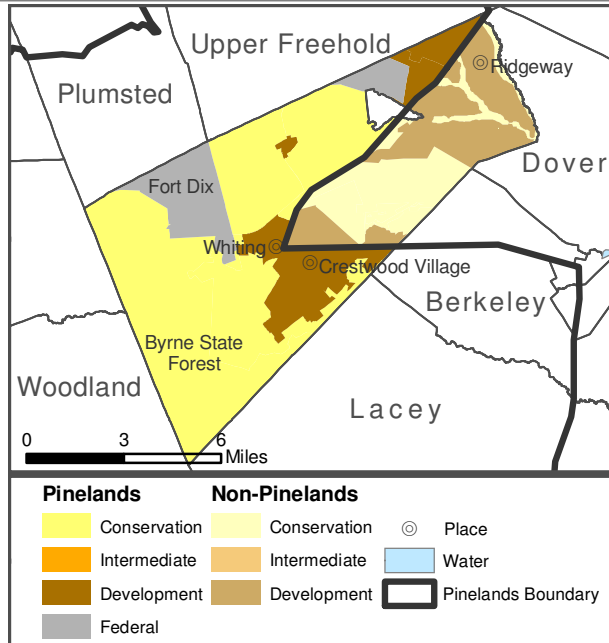 Upper Freehold
Plumsted
Ridgeway
Dover
Fort Dix
Whiting
Crestwood Village
Berkeley
Byrne State
Forest
Woodland
Lacey
0 3 6
Miles
Pinelands Non-Pinelands
Conservation Conservation Place
Intermediate Intermediate Water
Development Development Pinelands Boundary
Federal